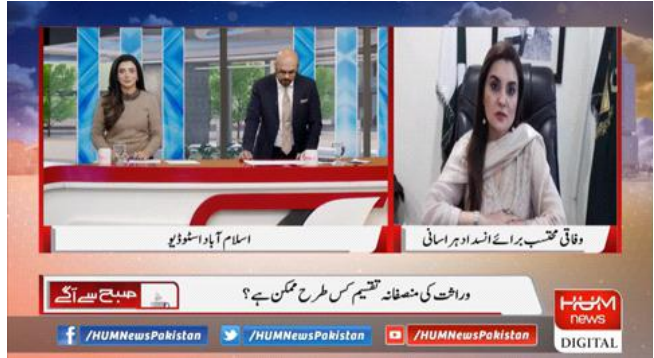 اسلام آباد اسٹوڈیو
وفاقی محتسب برائے انسداد ہراسانی
صبح سے آگے
وراثت کی منصفانہ تقسیم کس طرح ممکن ہے؟
HUM
news
DIGITAL
/HUMNewsPakistan
/HUMNewsPakistan
/HUMNewsPakistan